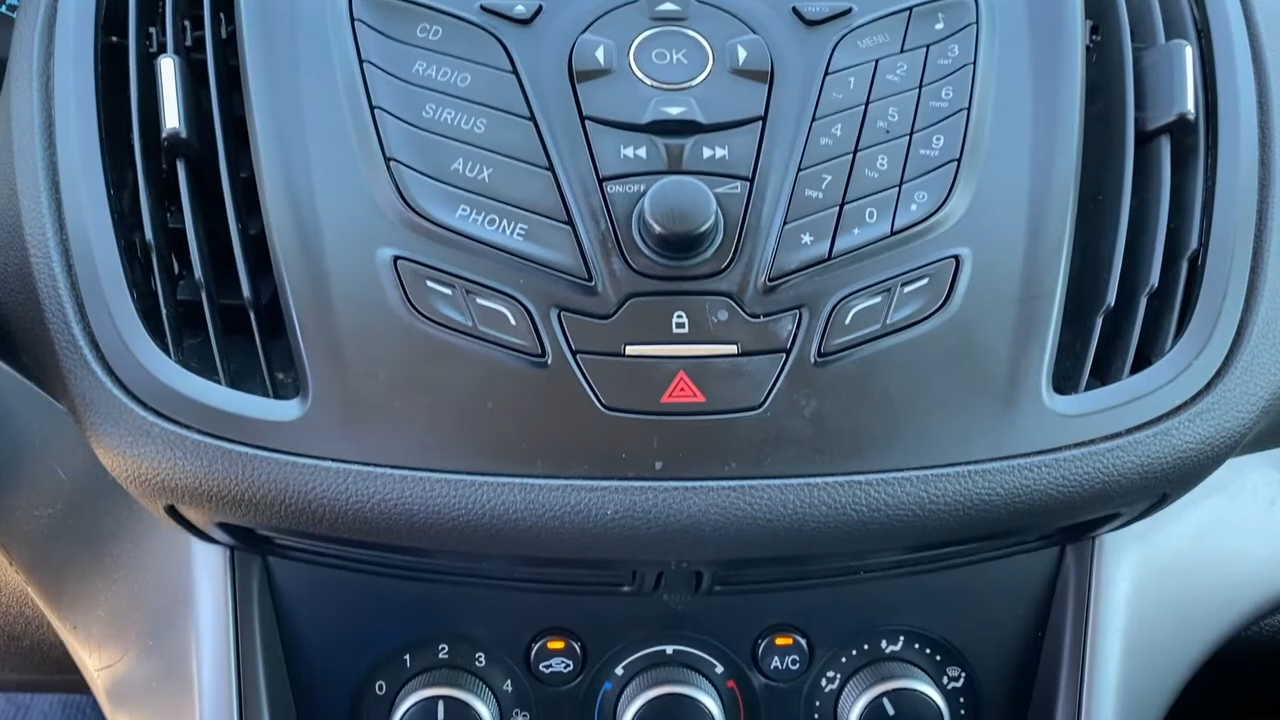 CD
RADIO
SIRIUS
AUX
PHONE
OK
ON/OFF
INFO
MENU
1
2 abc
3 def
4 ghi
5 jkl
6 mno
7 pqrs
8 tuv
9 wxyz
*
0 +
0
1
2
3
4
A/C